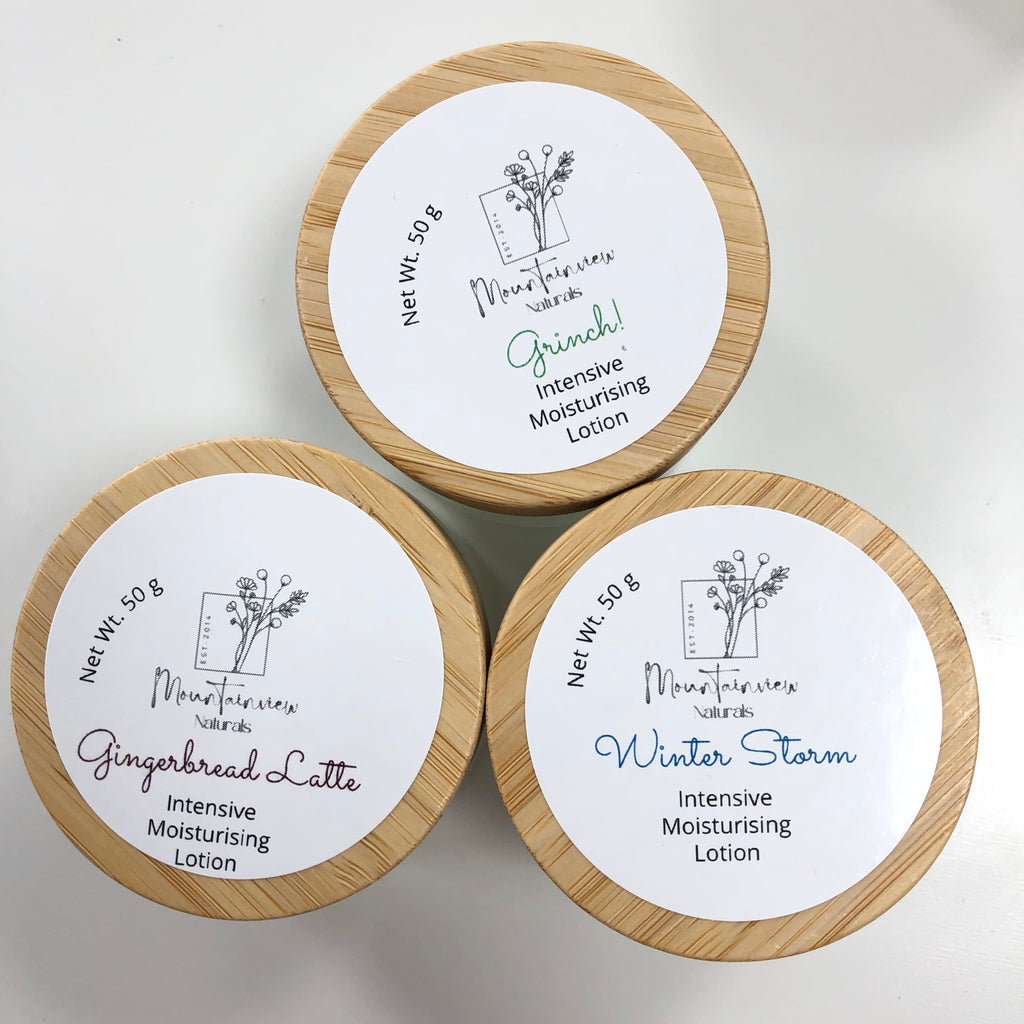 Net Wt. 50 g
EST 2014
Mountainview
Naturals
Grinch!
Intensive
Moisturising
Lotion
Net Wt. 50 g
EST·2014
Mountainview
Naturals
Gingerbread Latte
Intensive
Moisturising
Lotion
Net Wt. 50 g
EST·2014
Mountainview
Naturals
Winter Storm
Intensive
Moisturising
Lotion